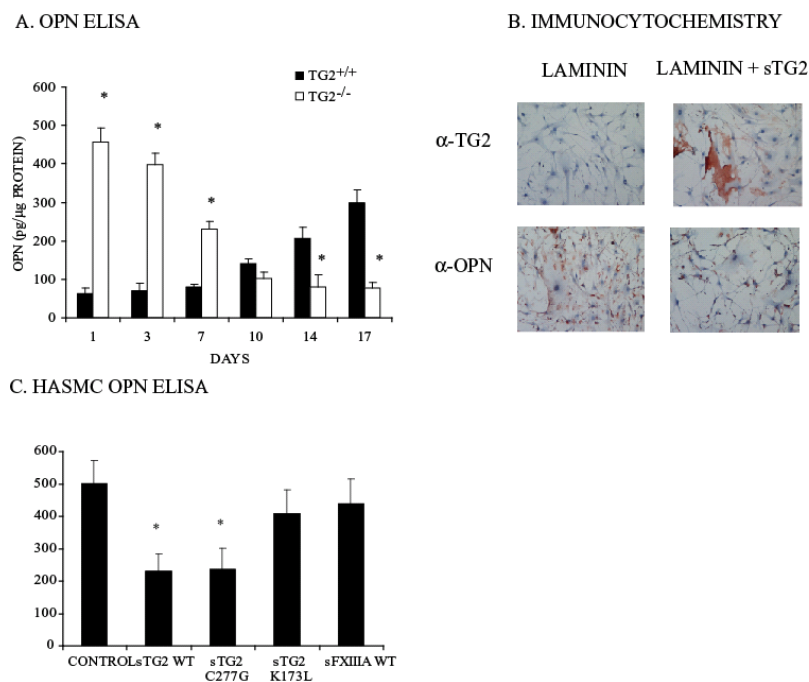 A. OPN ELISA
TG2+/+
TG2-/-
OPN (pg/µg PROTEIN)
600
500
400
300
200
100
0
* * * * *
1 3 7 10 14 17
DAYS
B. IMMUNOCYTOCHEMISTRY
LAMININ LAMININ + sTG2
α-TG2
α-OPN
C. HASMC OPN ELISA
600
500
400
300
200
100
0
* *
CONTROL sTG2 WT sTG2 sTG2 sFXIIIA WT
C277G K173L